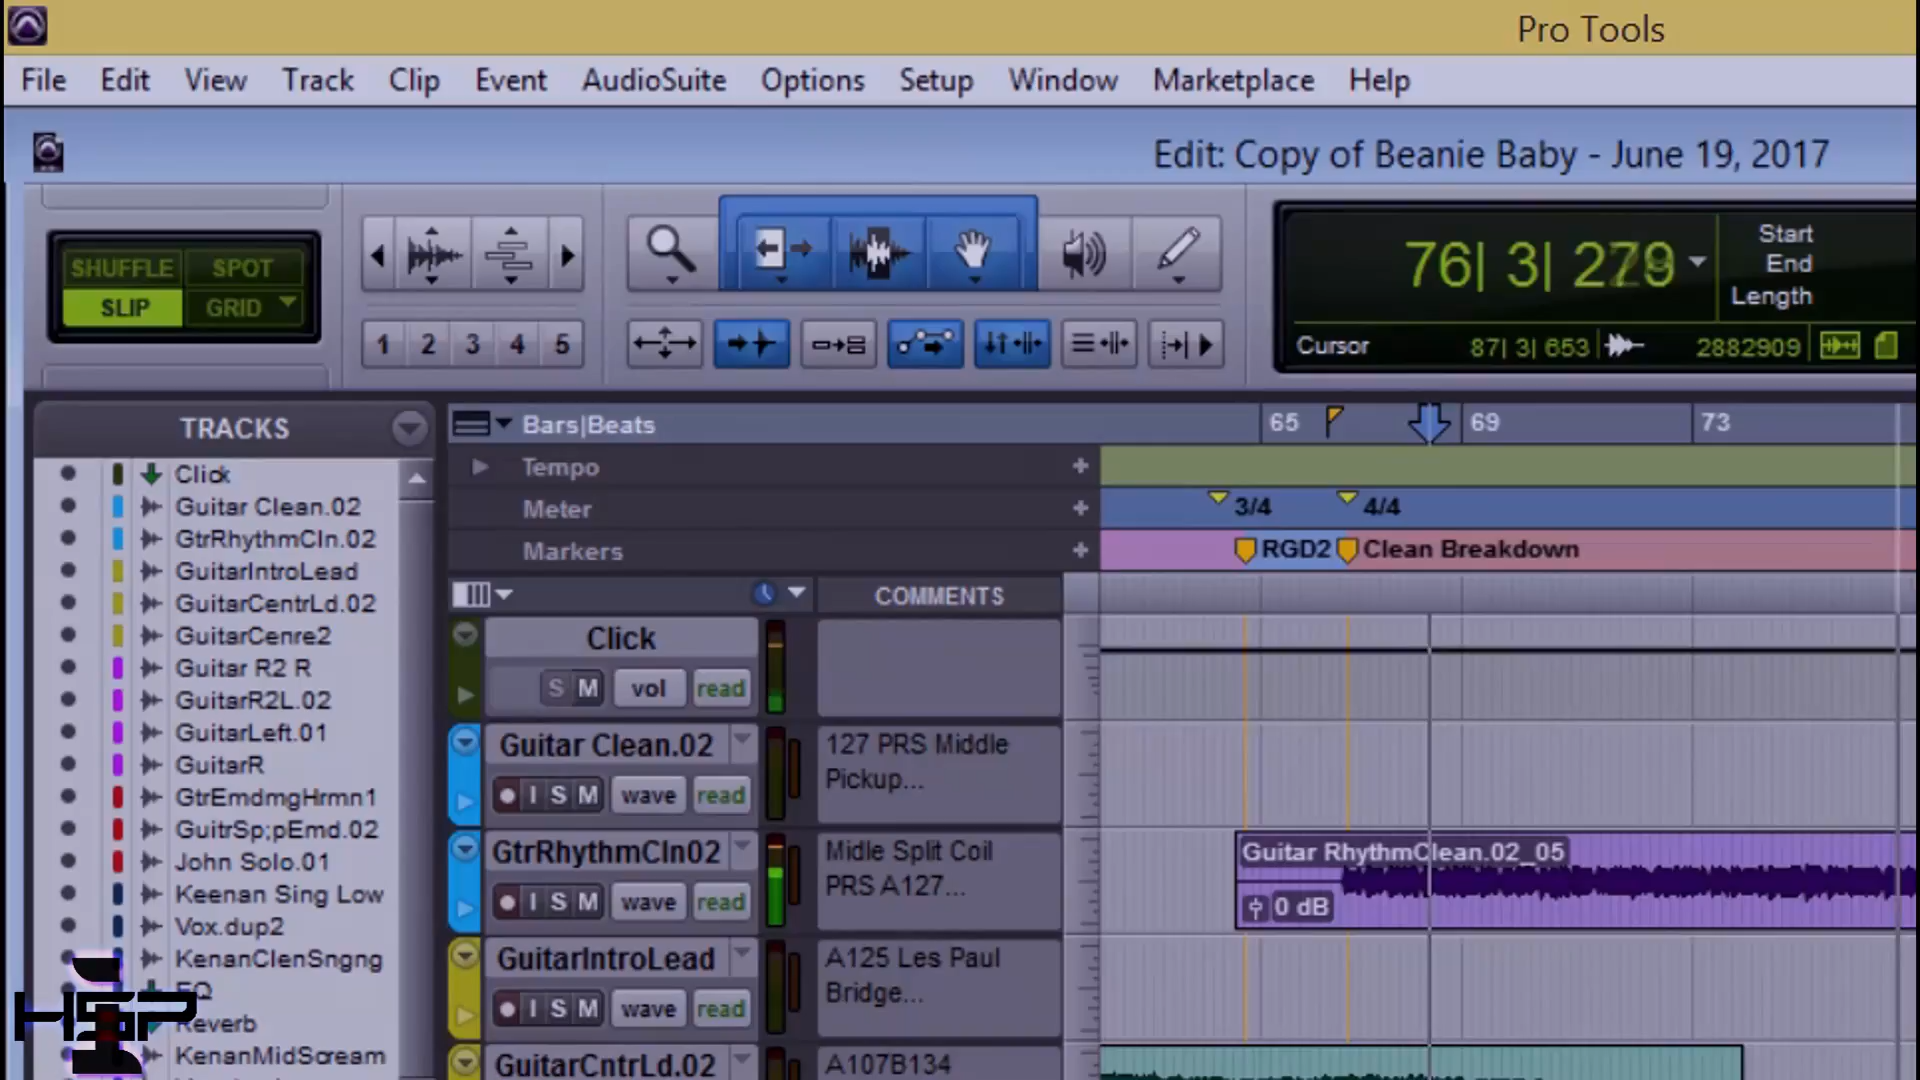 Pro Tools
File Edit View Track Clip Event AudioSuite Options Setup Window Marketplace Help
Edit: Copy of Beanie Baby - June 19, 2017
SHUFFLE SPOT
SLIP GRID
1 2 3 4 5
76| 3| 279
Start
End
Length
Cursor 87| 3| 653 2882909
TRACKS
Click
Guitar Clean.02
GtrRhythmCln.02
GuitarIntroLead
GuitarCentrLd.02
GuitarCenre2
Guitar R2 R
GuitarR2L.02
GuitarLeft.01
GuitarR
GtrEmdmgHrmn1
GuitrSp;pEmd.02
John Solo.01
Keenan Sing Low
Vox.dup2
KenanClenSngng
EQ
Reverb
KenanMidScream
HSP
Bars|Beats 65 69 73
Tempo
Meter 3/4 4/4
Markers RGD2 Clean Breakdown
COMMENTS
Click
S M vol read
Guitar Clean.02
I S M wave read
127 PRS Middle
Pickup...
GtrRhythmCln02
I S M wave read
Midle Split Coil
PRS A127...
Guitar RhythmClean.02_05
0 dB
GuitarIntroLead
I S M wave read
A125 Les Paul
Bridge...
GuitarCntrLd.02
A107B134